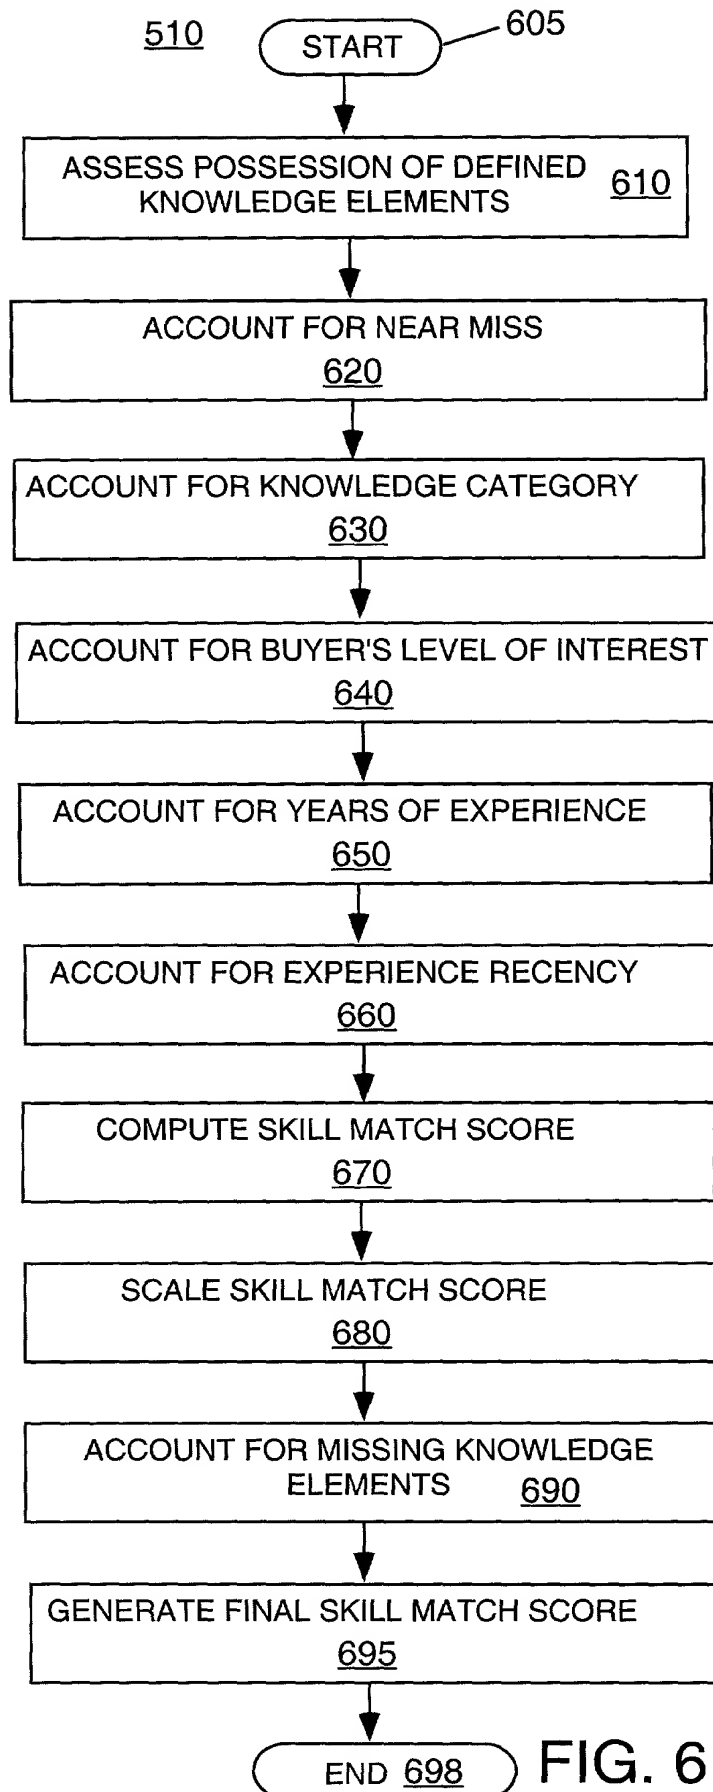 510
START
605
ASSESS POSSESSION OF DEFINED
KNOWLEDGE ELEMENTS
610
ACCOUNT FOR NEAR MISS
620
ACCOUNT FOR KNOWLEDGE CATEGORY
630
ACCOUNT FOR BUYER'S LEVEL OF INTEREST
640
ACCOUNT FOR YEARS OF EXPERIENCE
650
ACCOUNT FOR EXPERIENCE RECENCY
660
COMPUTE SKILL MATCH SCORE
670
SCALE SKILL MATCH SCORE
680
ACCOUNT FOR MISSING KNOWLEDGE
ELEMENTS 690
GENERATE FINAL SKILL MATCH SCORE
695
END 698
FIG. 6